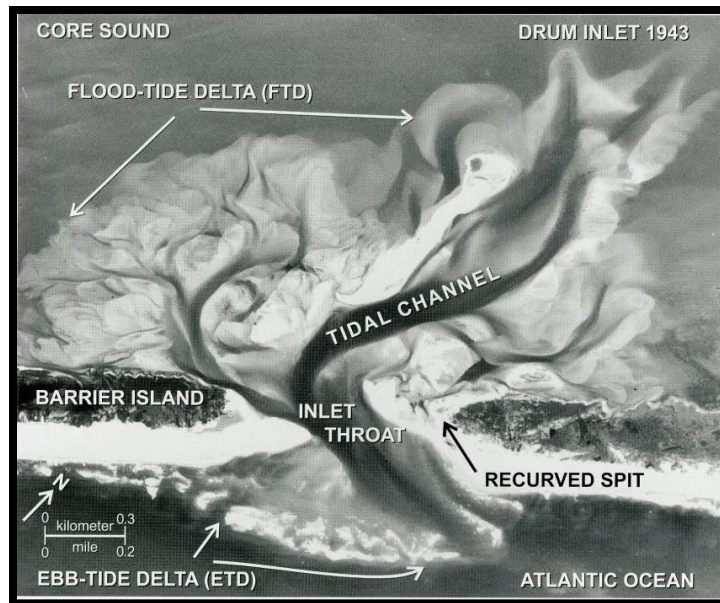 CORE SOUND
DRUM INLET 1943
FLOOD-TIDE DELTA (FTD)
TIDAL CHANNEL
BARRIER ISLAND
INLET
THROAT
RECURVED SPIT
N
0 0.3
kilometer
mile
0 0.2
EBB-TIDE DELTA (ETD)
ATLANTIC OCEAN